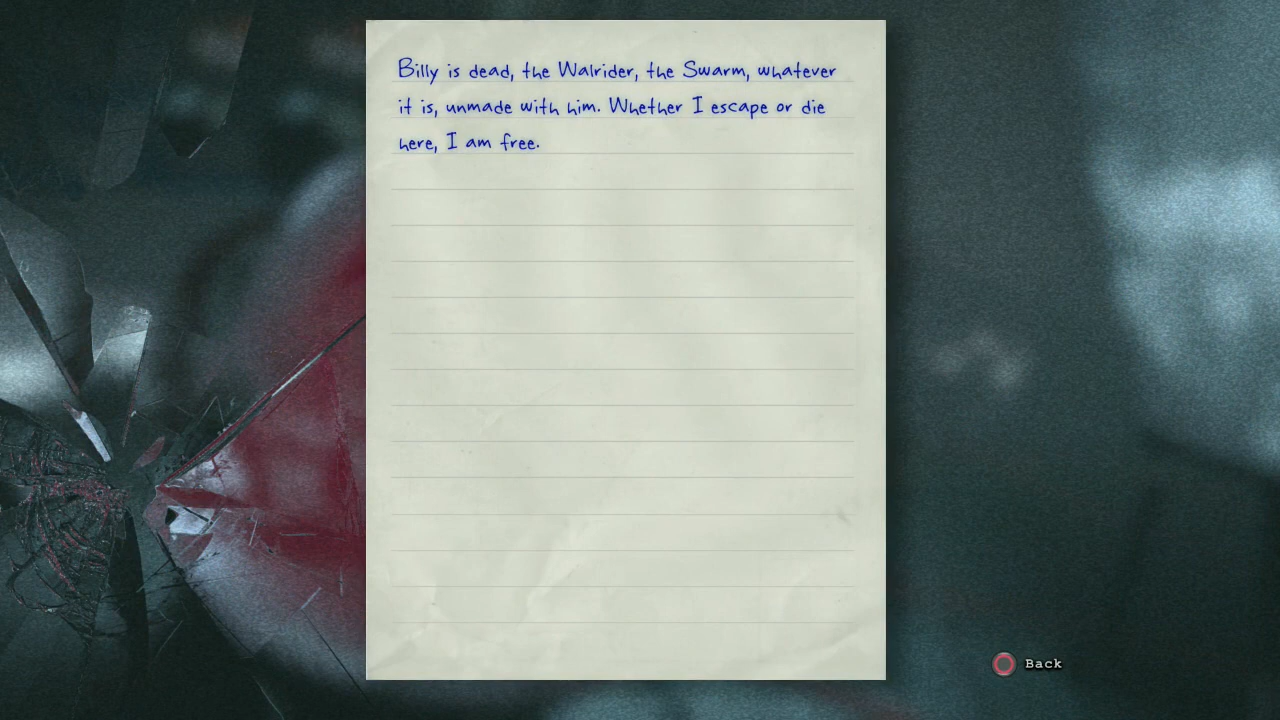 Billy is dead, the Walrider, the Swarm, whatever
it is, unmade with him. Whether I escape or die
here, I am free.
Back